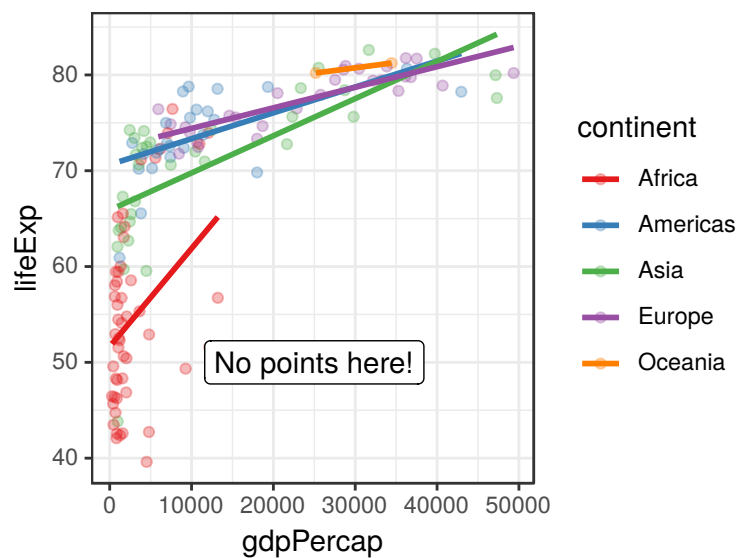 80
70
60
50
40
lifeExp
No points here!
0
10000
20000
30000
40000
50000
gdpPercap
continent
Africa
Americas
Asia
Europe
Oceania